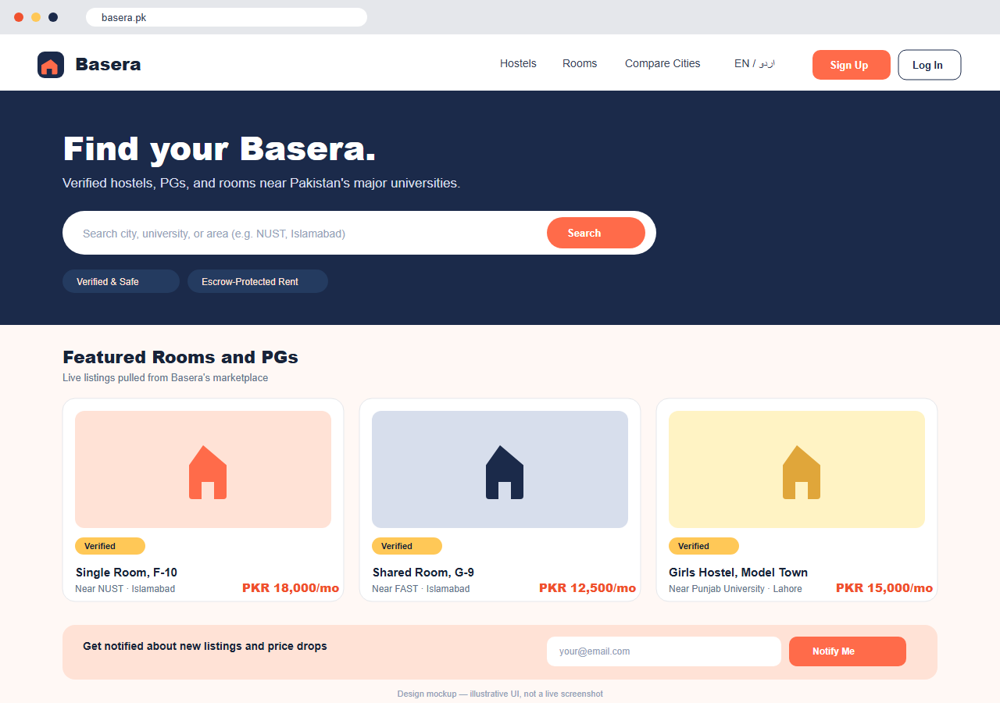 basera.pk
Basera
Hostels Rooms Compare Cities EN / اردو Sign Up Log In
Find your Basera.
Verified hostels, PGs, and rooms near Pakistan's major universities.
Search city, university, or area (e.g. NUST, Islamabad) Search
Verified & Safe Escrow-Protected Rent
Featured Rooms and PGs
Live listings pulled from Basera's marketplace
Verified
Single Room, F-10
Near NUST · Islamabad PKR 18,000/mo
Verified
Shared Room, G-9
Near FAST · Islamabad PKR 12,500/mo
Verified
Girls Hostel, Model Town
Near Punjab University · Lahore PKR 15,000/mo
Get notified about new listings and price drops your@email.com Notify Me
Design mockup — illustrative UI, not a live screenshot